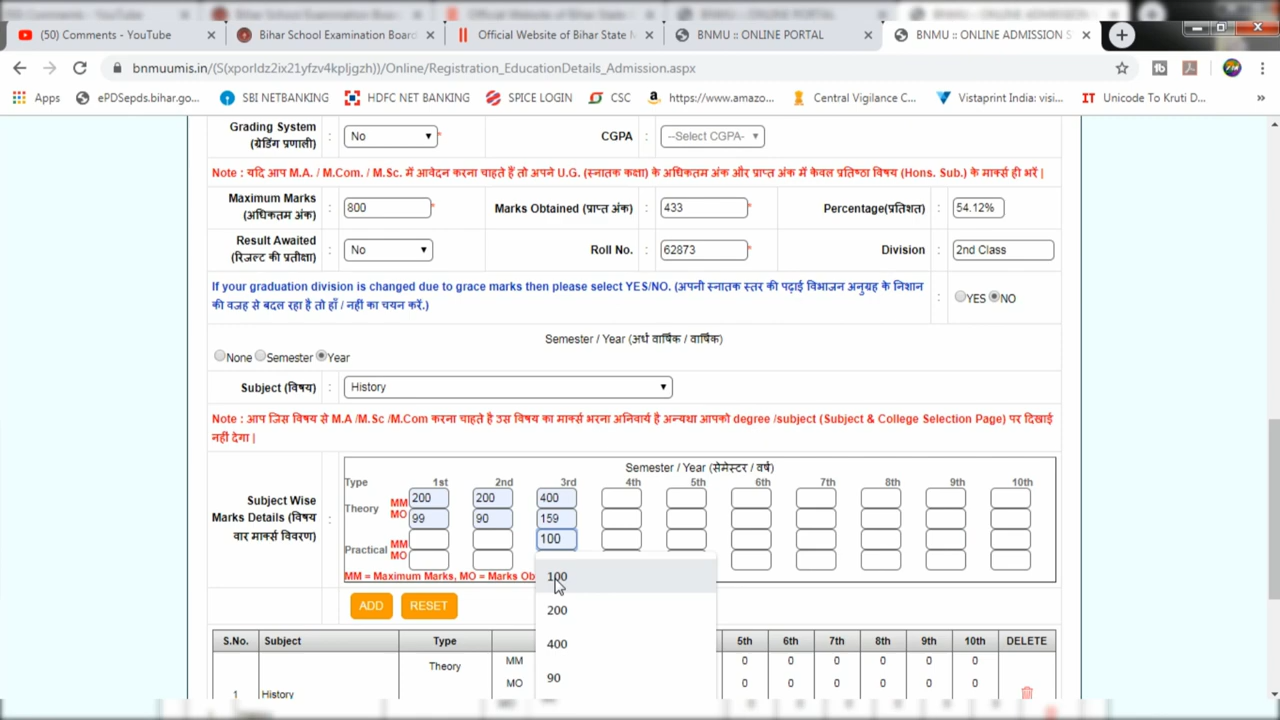 (50) Comments - YouTube
Bihar School Examination Board
Official Website of Bihar State M
BNMU :: ONLINE PORTAL
BNMU :: ONLINE ADMISSION S
bnmuumis.in/(S(xporldz2ix21yfzv4kpljgzh))/Online/Registration_EducationDetails_Admission.aspx
Apps
ePDSepds.bihar.go...
SBI NETBANKING
HDFC NET BANKING
SPICE LOGIN
CSC
https://www.amazo...
Central Vigilance C...
Vistaprint India: visi...
Unicode To Kruti D...
Grading System (ग्रेडिंग प्रणाली) : No * CGPA : --Select CGPA-
Note : यदि आप M.A. / M.Com. / M.Sc. में आवेदन करना चाहते हैं तो अपने U.G. (स्नातक कक्षा) के अधिकतम अंक और प्राप्त अंक में केवल प्रतिष्ठा विषय (Hons. Sub.) के मार्क्स ही भरें |
Maximum Marks (अधिकतम अंक) : 800 * Marks Obtained (प्राप्त अंक) : 433 * Percentage(प्रतिशत) : 54.12%
Result Awaited (रिजल्ट की प्रतीक्षा) : No Roll No. : 62873 * Division : 2nd Class
If your graduation division is changed due to grace marks then please select YES/NO. (अपनी स्नातक स्तर की पढ़ाई विभाजन अनुग्रह के निशान
की वजह से बदल रहा है तो हाँ / नहीं का चयन करें.) : YES NO
Semester / Year (अर्ध वार्षिक / वार्षिक)
None Semester Year
Subject (विषय) : History
Note : आप जिस विषय से M.A /M.Sc /M.Com करना चाहते है उस विषय का मार्क्स भरना अनिवार्य है अन्यथा आपको degree /subject (Subject & College Selection Page) पर दिखाई
नहीं देगा |
Semester / Year (सेमेस्टर / वर्ष)
Type 1st 2nd 3rd 4th 5th 6th 7th 8th 9th 10th
Subject Wise Marks Details (विषय वार मार्क्स विवरण) :
Theory MM 200 200 400
MO 99 90 159
Practical MM 100
MO
MM = Maximum Marks, MO = Marks Ob
100
200
400
90
ADD RESET
S.No. Subject Type 5th 6th 7th 8th 9th 10th DELETE
Theory MM 0 0 0 0 0 0
MO 0 0 0 0 0 0
1 History